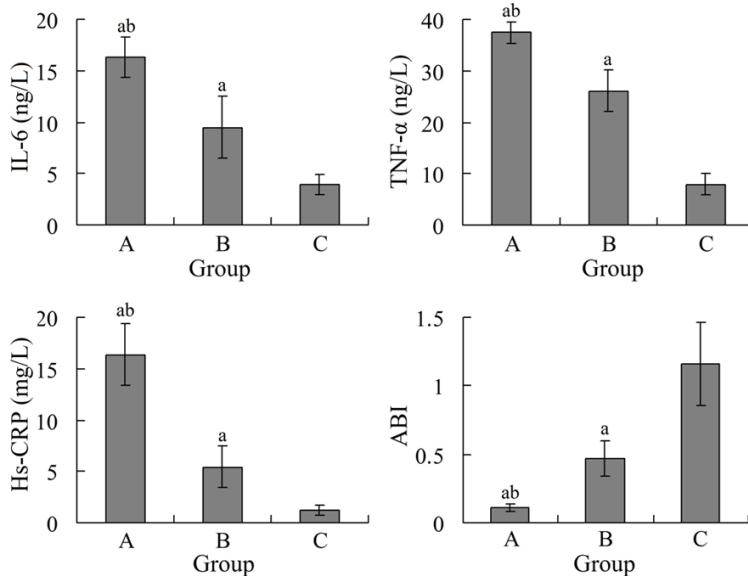 IL-6 (ng/L)
20
15
10
5
0
ab
a
A
B
C
Group
TNF-α (ng/L)
40
30
20
10
0
ab
a
A
B
C
Group
Hs-CRP (mg/L)
20
15
10
5
0
ab
a
A
B
C
Group
ABI
1.5
1
0.5
0
ab
a
A
B
C
Group